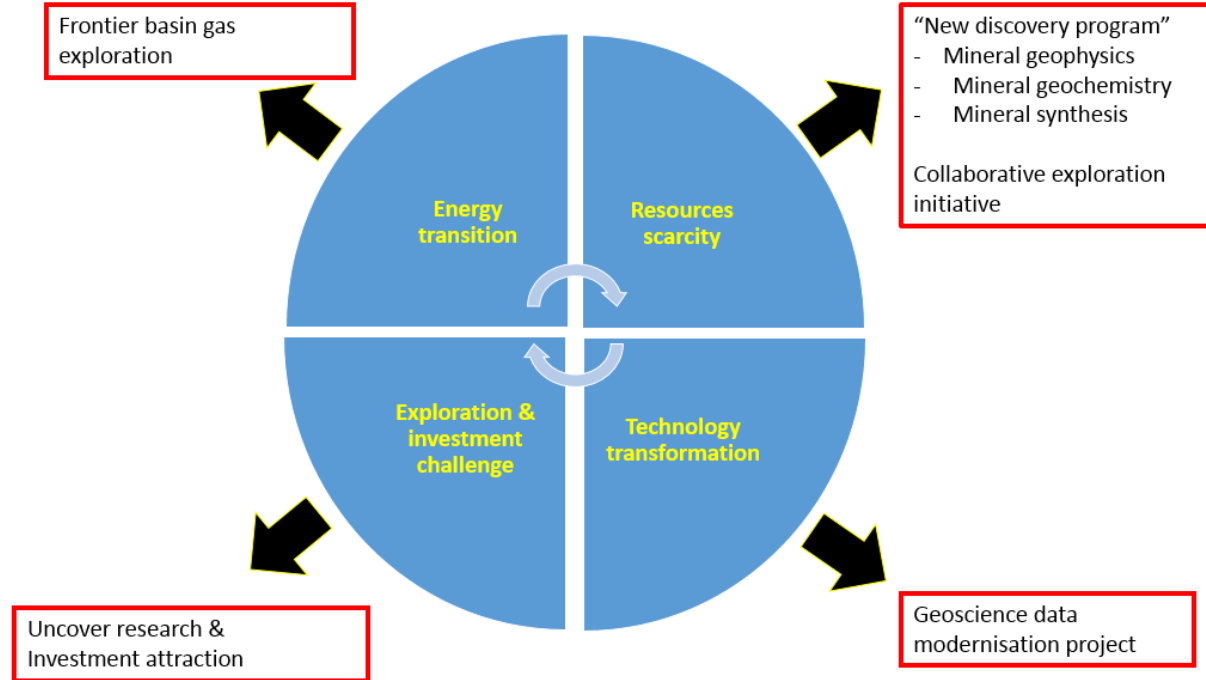 Frontier basin gas
exploration
“New discovery program”
- Mineral geophysics
- Mineral geochemistry
- Mineral synthesis
Collaborative exploration
initiative
Energy
transition
Resources
scarcity
Exploration &
investment
challenge
Technology
transformation
Uncover research &
Investment attraction
Geoscience data
modernisation project